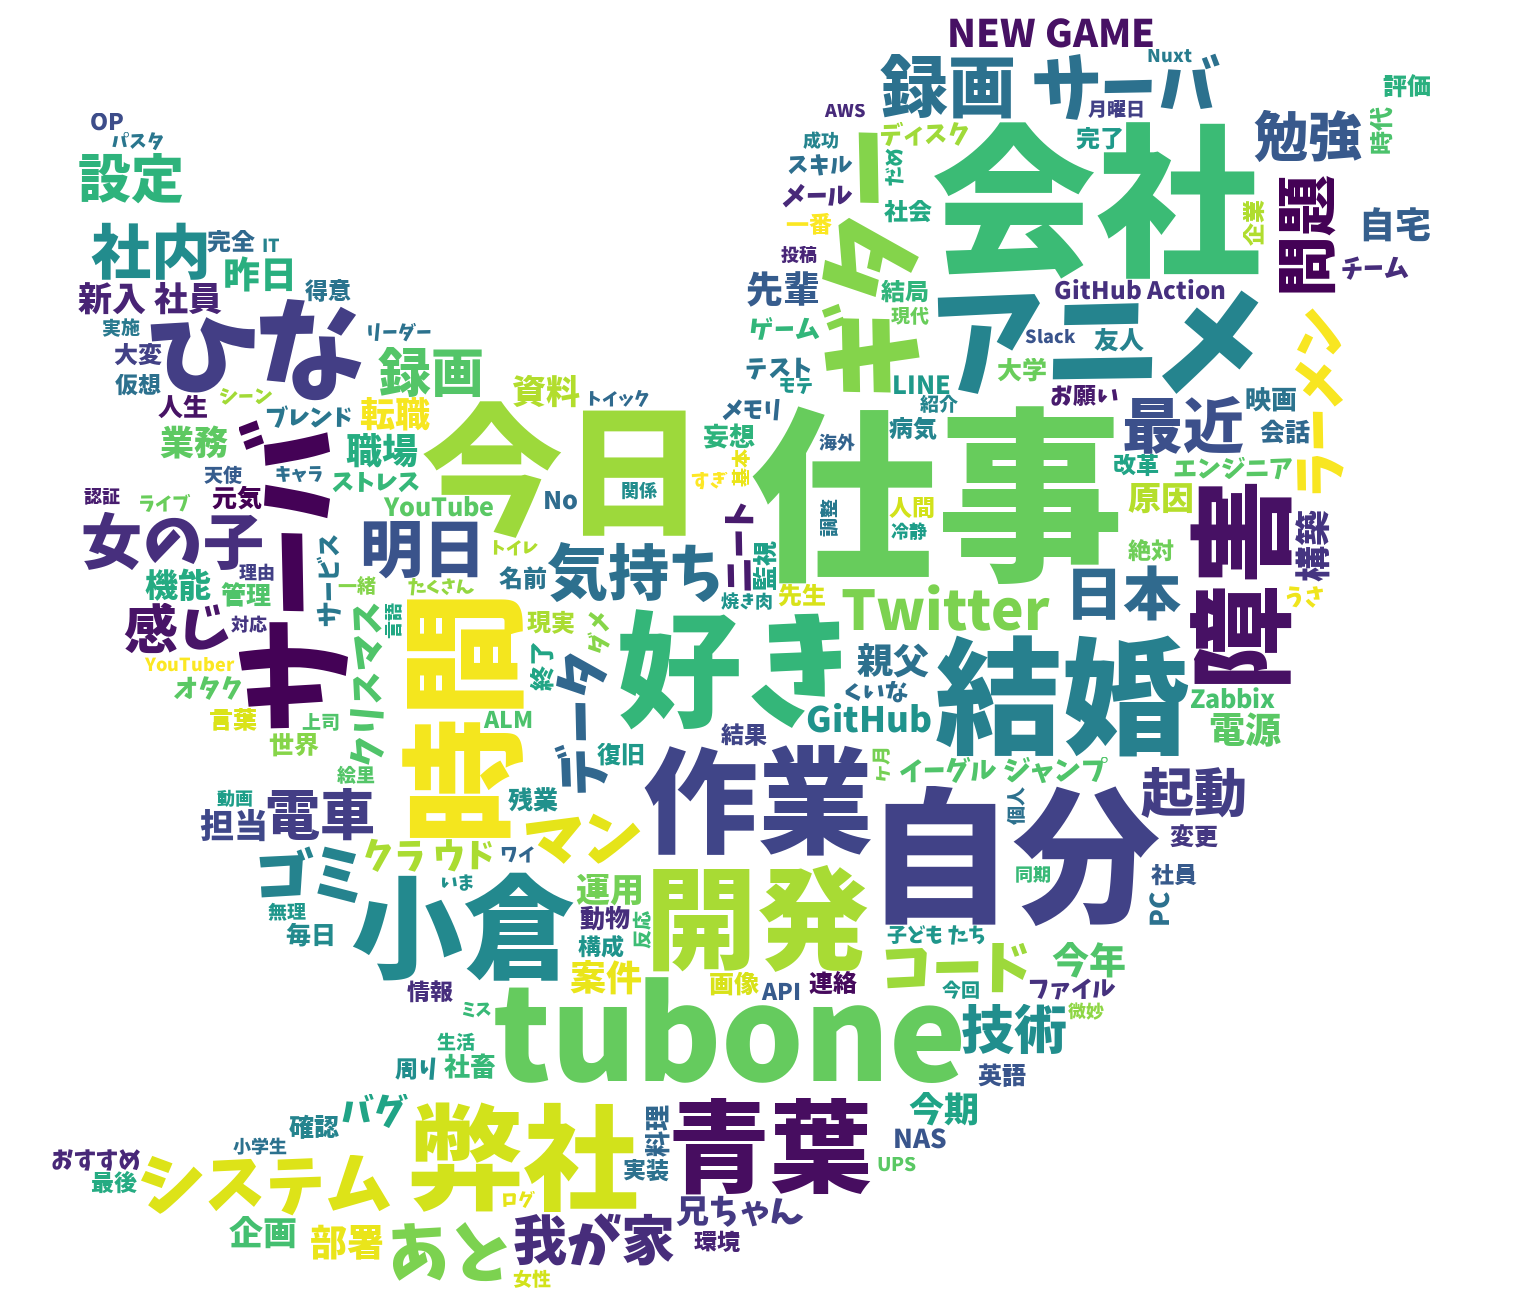 NEW GAME
Nuxt
録画 サーバ
評価
AWS
月曜日
OP
パスタ
成功
ディスク
完了
勉強
時代
設定
スキル
ギター
だめ
会社
メール
社会
企業
問題
自宅
一番
社内
完全
IT
昨日
投稿
チーム
新入 社員
得意
先輩
結局
GitHub Action
実施
ひな
リーダー
ゲーム
現代
アニメ
Slack
友人
ラーメン
大変
録画
テスト
大学
仮想
シーン
資料
トイック
モテ
LINE
お願い
映画
人生
ブレンド
転職
今日
メモリ
紹介
最近
会話
業務
ミーハー
職場
妄想
海外
病気
仕事
改革
エンジニア
天使
キャラ
ストレス
すぎ
基本
認証
ライブ
元気
YouTube
No
関係
ニート
調整
人間
原因
障害
女の子
明日
トイレ
気持ち
監視
冷静
絶対
構築
機能
理由
サービス
一緒
たくさん
名前
焼き肉
先生
日本
うさ
管理
Twitter
感じ
対応
クリスマス
言語
時間
現実
ダメ
好き
YouTuber
終了
データ
親父
結婚
オタク
くいな
Zabbix
言葉
上司
ALM
GitHub
電源
世界
復旧
結果
絵里
ヶ月
イーグル ジャンプ
動画
電車
残業
作業
自分
個人
起動
担当
マン
変更
ゴミ
クラ ウド
ワイ
小倉
いま
運用
開発
同期
社員
PC
無理
動物
反応
毎日
構成
子ども たち
案件
画像
コード
今年
情報
API
連絡
今回
ファイル
ミス
tubone
技術
微妙
生活
周り
社畜
英語
バグ
弊社
料理
青葉
今期
確認
NAS
小学生
おすすめ
システム
実装
UPS
最後
ログ
兄ちゃん
企画
部署
あと
我が家
環境
女性